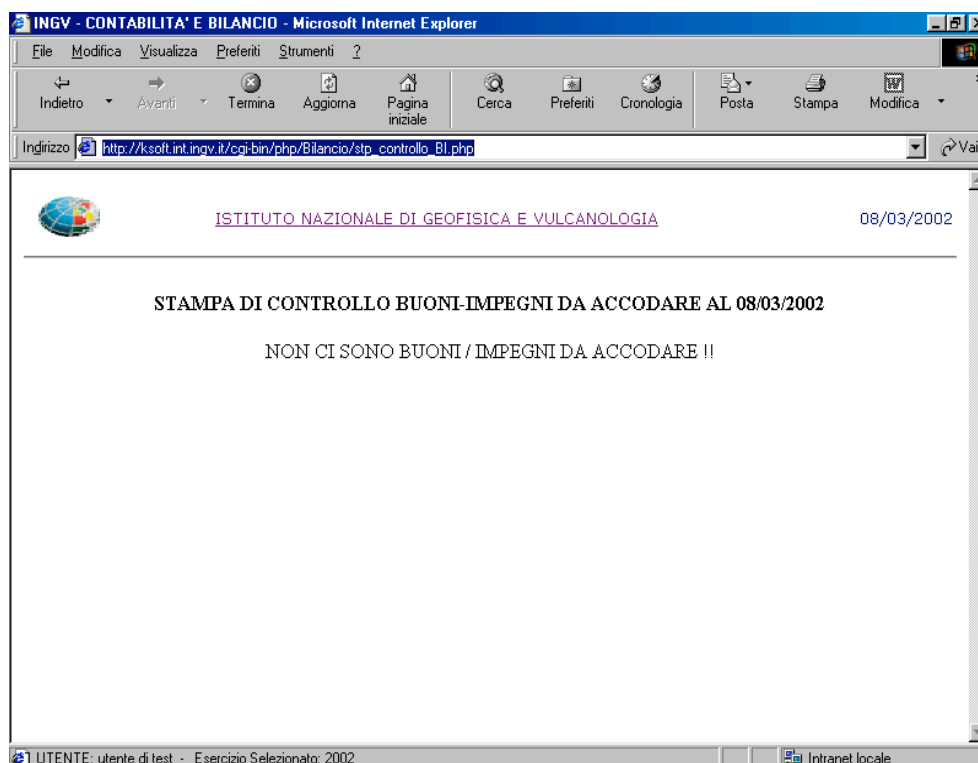 INGV - CONTABILITA' E BILANCIO - Microsoft Internet Explorer
File Modifica Visualizza Preferiti Strumenti ?
Indietro Avanti Termina Aggiorna Pagina iniziale Cerca Preferiti Cronologia Posta Stampa Modifica
Indirizzo http://ksoft.int.ingv.it/cgi-bin/php/Bilancio/stp_controllo_BI.php Vai
ISTITUTO NAZIONALE DI GEOFISICA E VULCANOLOGIA 08/03/2002
STAMPA DI CONTROLLO BUONI-IMPEGNI DA ACCODARE AL 08/03/2002
NON CI SONO BUONI / IMPEGNI DA ACCODARE !!
UTENTE: utente di test - Esercizio Selezionato: 2002 Intranet locale